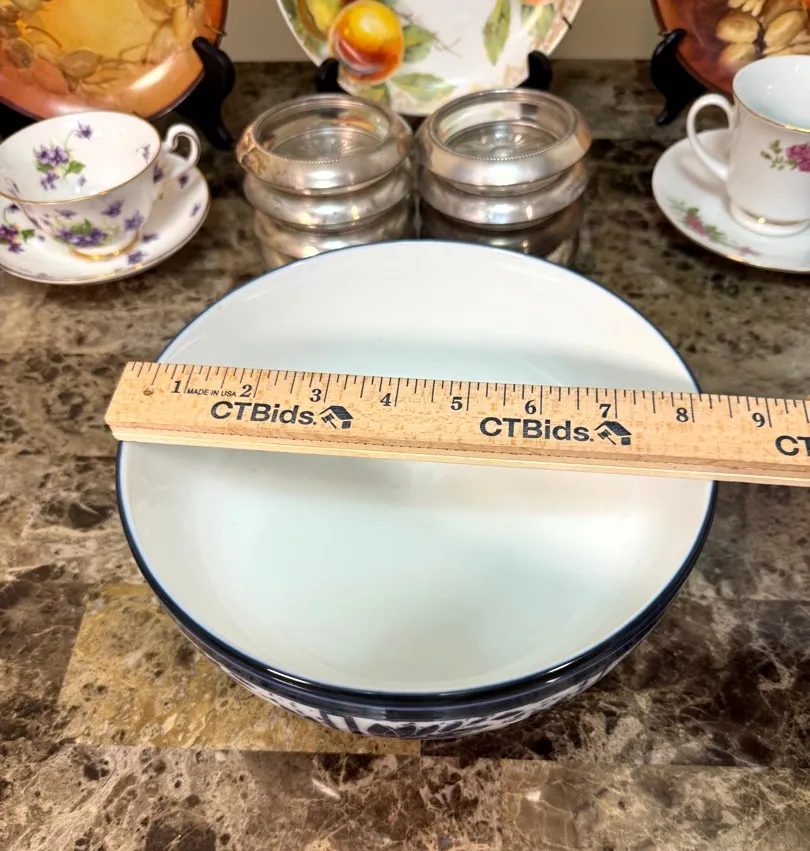 1 MADE IN USA 2 3 4 5 6 7 8 9
CTBids. CTBids. CT